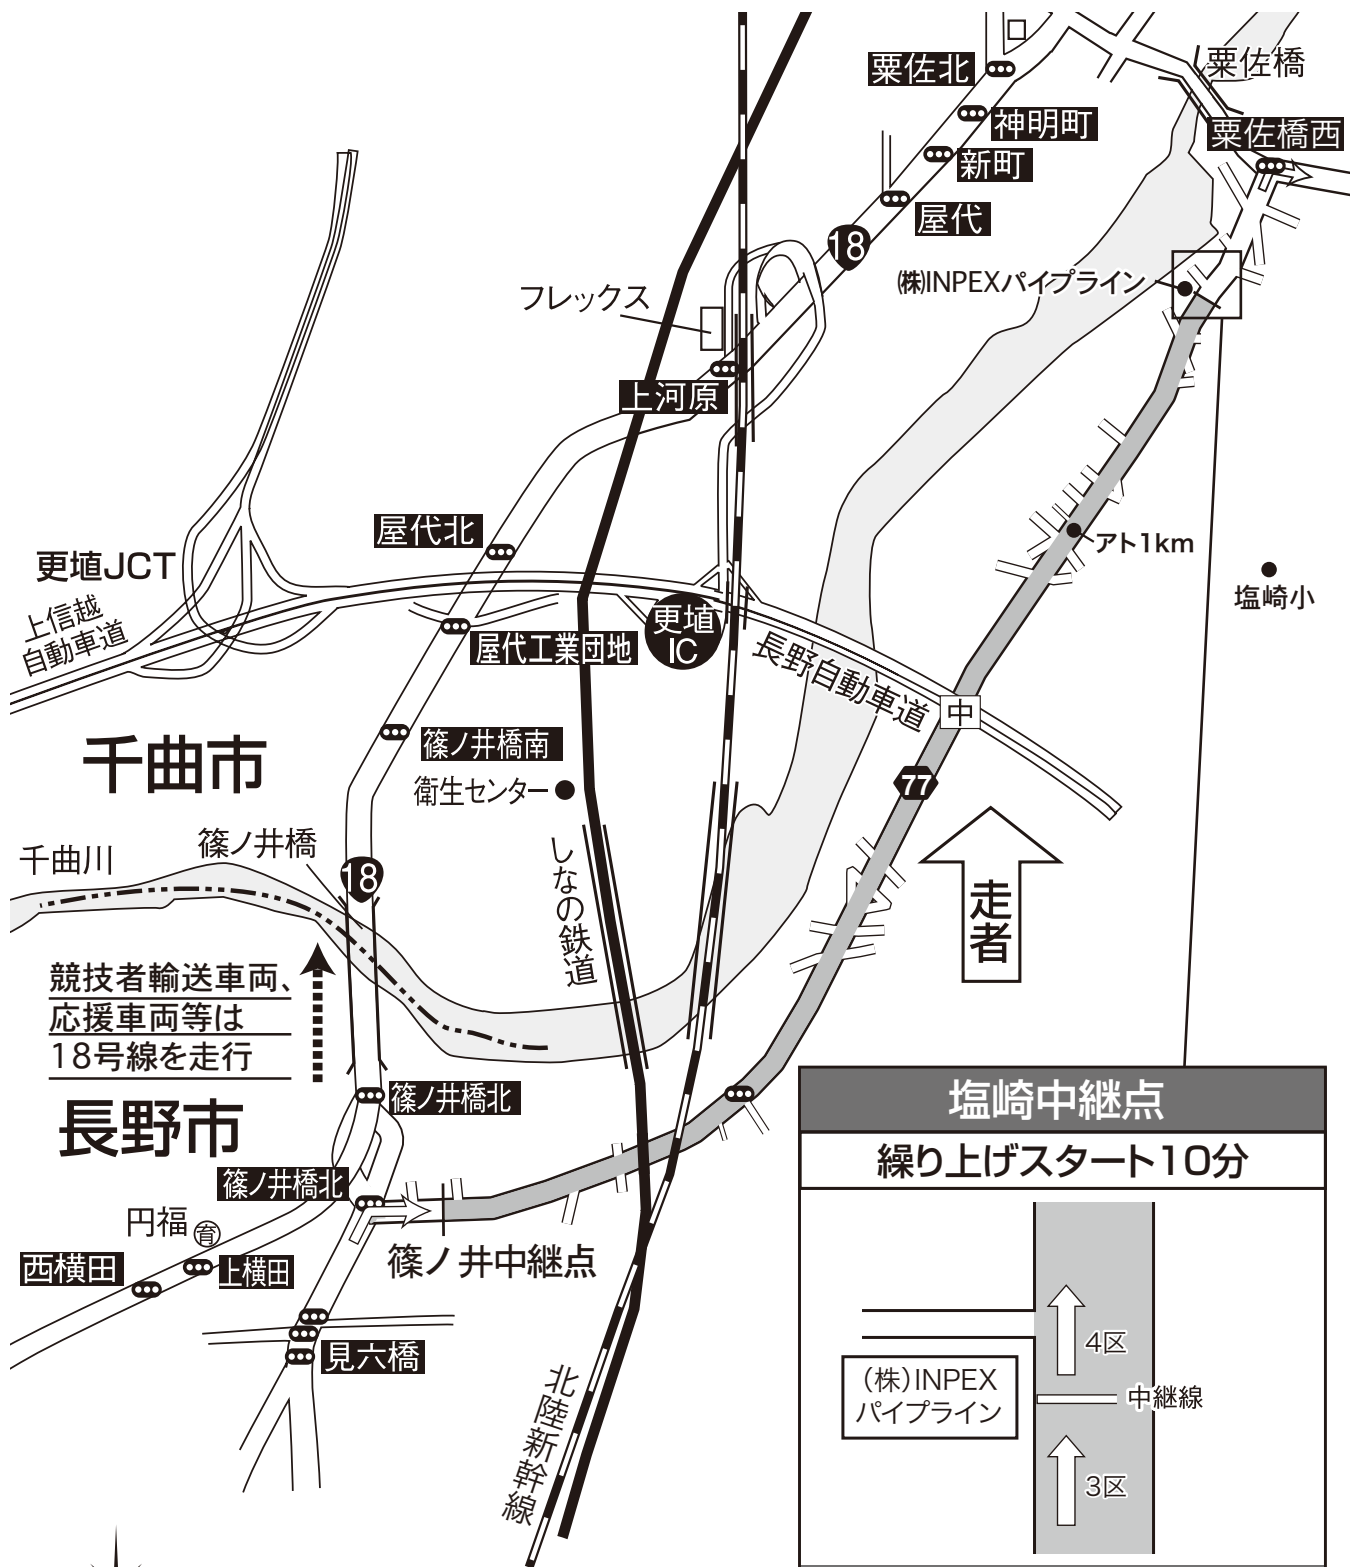 粟佐北
粟佐橋
神明町
粟佐橋西
新町
屋代
18
㈱INPEXパイプライン
フレックス
上河原
屋代北
アト1km
更埴JCT
塩崎小
上信越
自動車道
更埴
IC
屋代工業団地
長野自動車道
中
篠ノ井橋南
千曲市
77
衛生センター
篠ノ井橋
千曲川
しなの鉄道
18
走者
競技者輸送車両、
応援車両等は
18号線を走行
篠ノ井橋北
長野市
篠ノ井橋北
円福
育
篠ノ井中継点
西横田
上横田
見六橋
北陸新幹線
塩崎中継点
繰り上げスタート10分
4区
(株)INPEX
パイプライン
中継線
3区